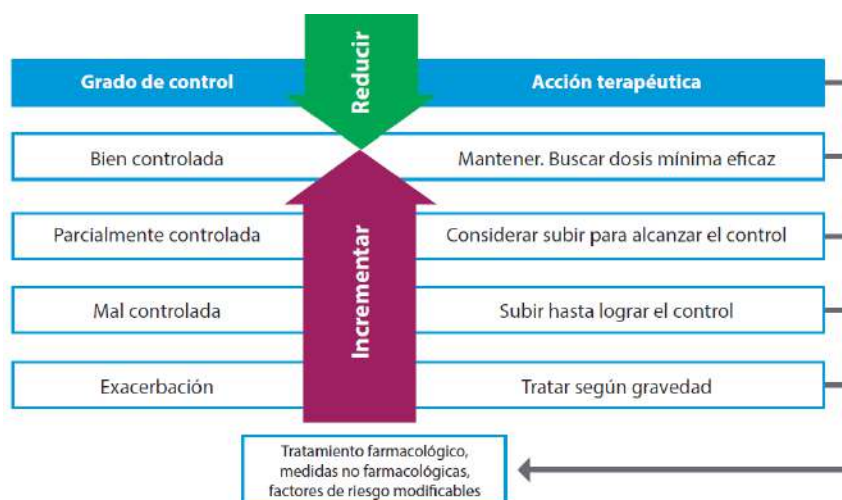 Reducir
Grado de control
Acción terapéutica
Bien controlada
Mantener. Buscar dosis mínima eficaz
Parcialmente controlada
Considerar subir para alcanzar el control
Incrementar
Mal controlada
Subir hasta lograr el control
Exacerbación
Tratar según gravedad
Tratamiento farmacológico,
medidas no farmacológicas,
factores de riesgo modificables